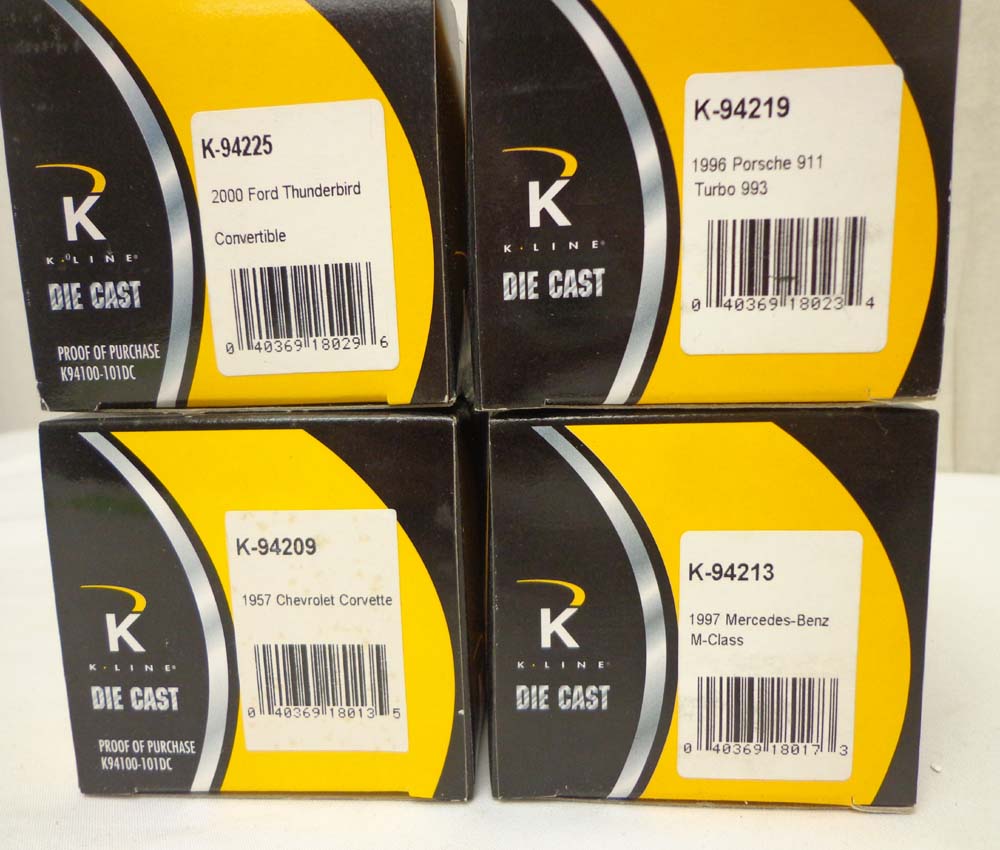 K-94225
2000 Ford Thunderbird
Convertible
0 40369 18029 6
K
K·LINE®
DIE CAST
PROOF OF PURCHASE
K94100-101DC
K-94219
1996 Porsche 911
Turbo 993
0 40369 18023 4
K
K·LINE®
DIE CAST
K-94209
1957 Chevrolet Corvette
0 40369 18013 5
K
K·LINE®
DIE CAST
PROOF OF PURCHASE
K94100-101DC
K-94213
1997 Mercedes-Benz
M-Class
0 40369 18017 3
K
K·LINE®
DIE CAST